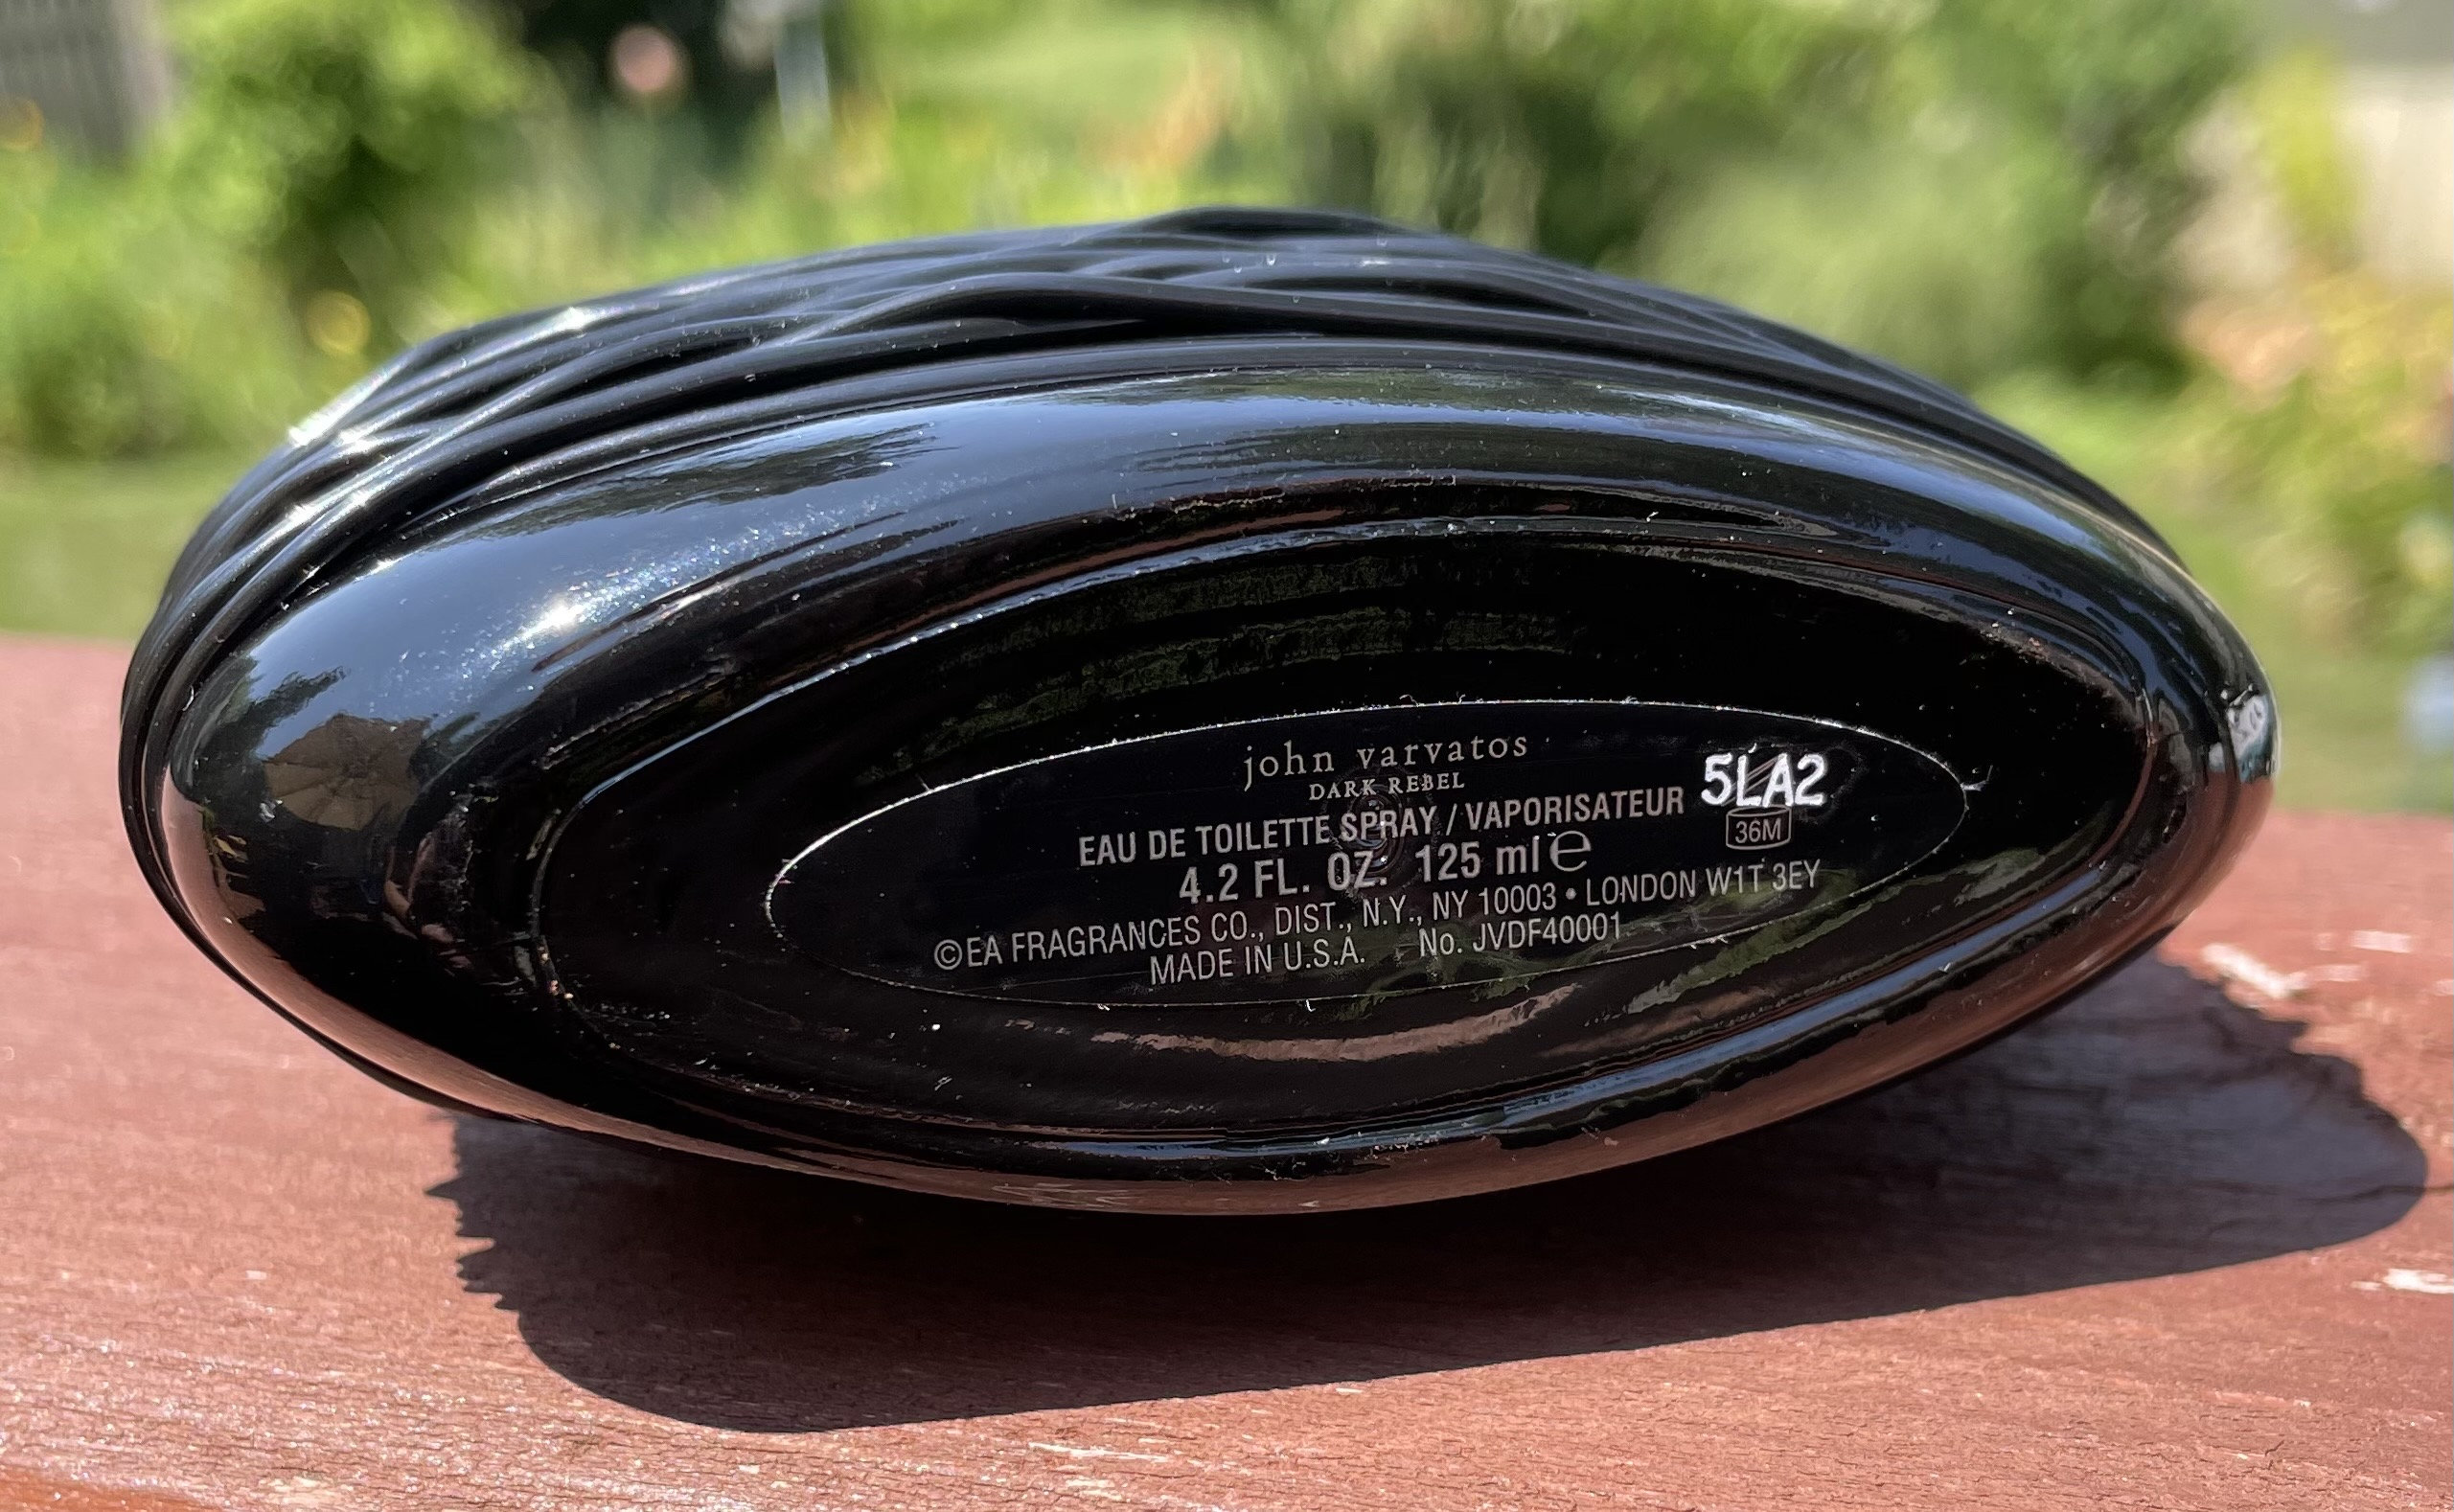 john varvatos
DARK REBEL
EAU DE TOILETTE SPRAY / VAPORISATEUR
5LA2
36M
4.2 FL. OZ. 125 ml ℮
©EA FRAGRANCES CO., DIST., N.Y., NY 10003 • LONDON W1T 3EY
MADE IN U.S.A. No. JVDF40001